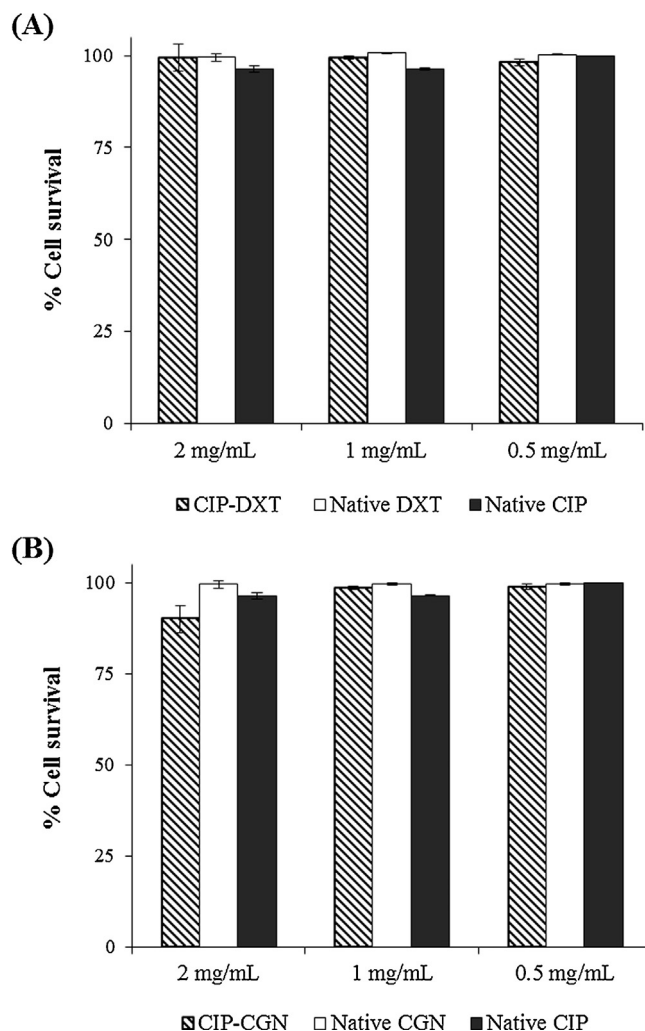 (A)
% Cell survival
100
75
50
25
0
2 mg/mL 1 mg/mL 0.5 mg/mL
CIP-DXT Native DXT Native CIP
(B)
% Cell survival
100
75
50
25
0
2 mg/mL 1 mg/mL 0.5 mg/mL
CIP-CGN Native CGN Native CIP